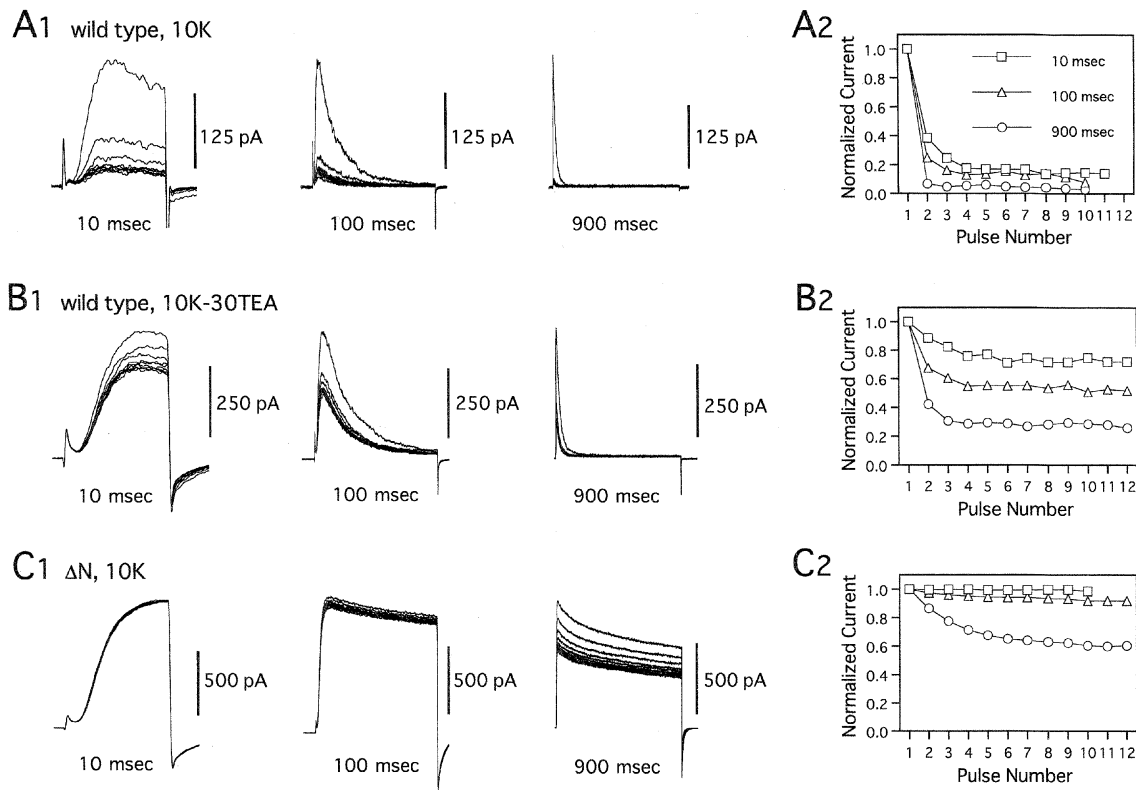 A1 wild type, 10K
125 pA
10 msec
125 pA
100 msec
125 pA
900 msec
A2
Normalized Current
1.0
0.8
0.6
0.4
0.2
0.0
10 msec
100 msec
900 msec
1 2 3 4 5 6 7 8 9 10 11 12
Pulse Number
B1 wild type, 10K-30TEA
250 pA
10 msec
250 pA
100 msec
250 pA
900 msec
B2
Normalized Current
1.0
0.8
0.6
0.4
0.2
0.0
1 2 3 4 5 6 7 8 9 10 11 12
Pulse Number
C1 ΔN, 10K
500 pA
10 msec
500 pA
100 msec
500 pA
900 msec
C2
Normalized Current
1.0
0.8
0.6
0.4
0.2
0.0
1 2 3 4 5 6 7 8 9 10 11 12
Pulse Number